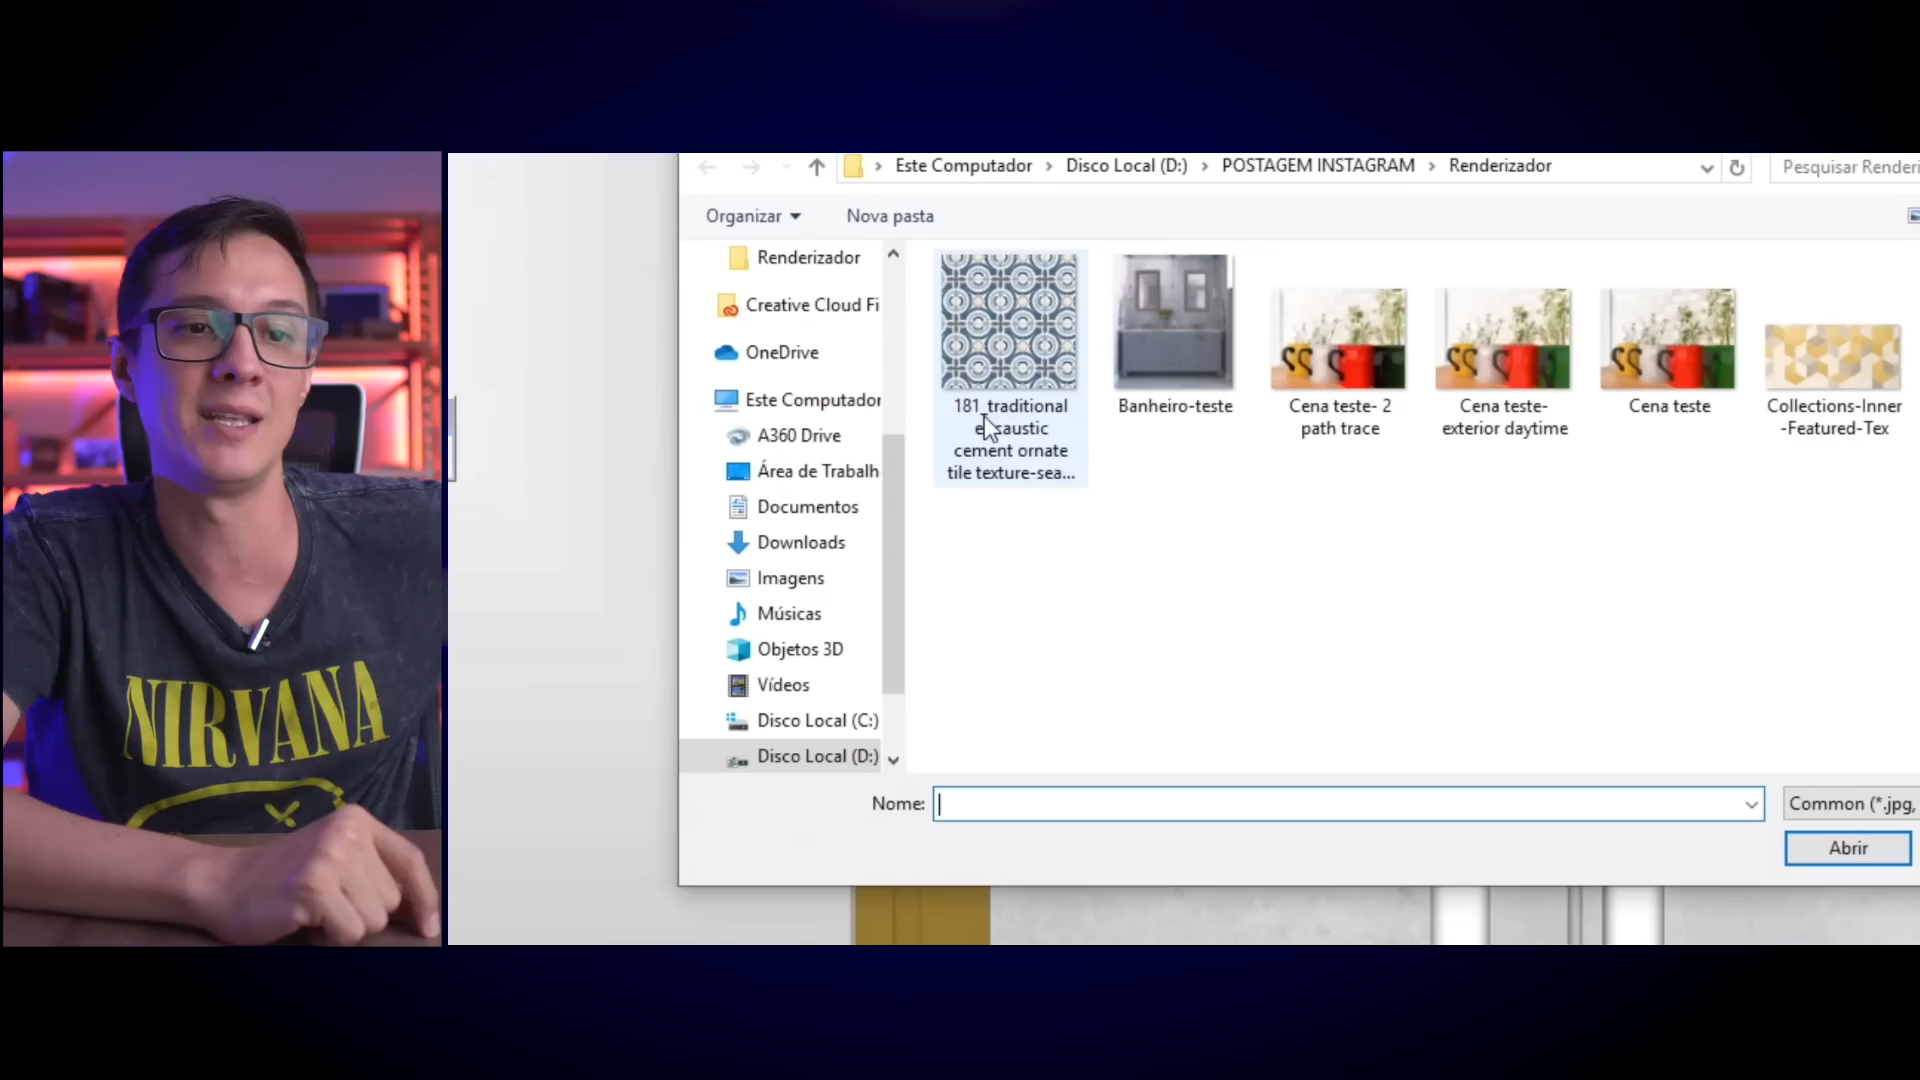 Este Computador > Disco Local (D:) > POSTAGEM INSTAGRAM > Renderizador
Pesquisar Renderi
Organizar
Nova pasta
Renderizador
Creative Cloud Fi
OneDrive
Este Computador
A360 Drive
Área de Trabalh
Documentos
Downloads
Imagens
Músicas
Objetos 3D
Vídeos
Disco Local (C:)
Disco Local (D:)
181_traditional
encaustic
cement ornate
tile texture-sea...
Banheiro-teste
Cena teste- 2
path trace
Cena teste-
exterior daytime
Cena teste
Collections-Inner
-Featured-Tex
Nome:
Common (*.jpg,
Abrir
NIRVANA